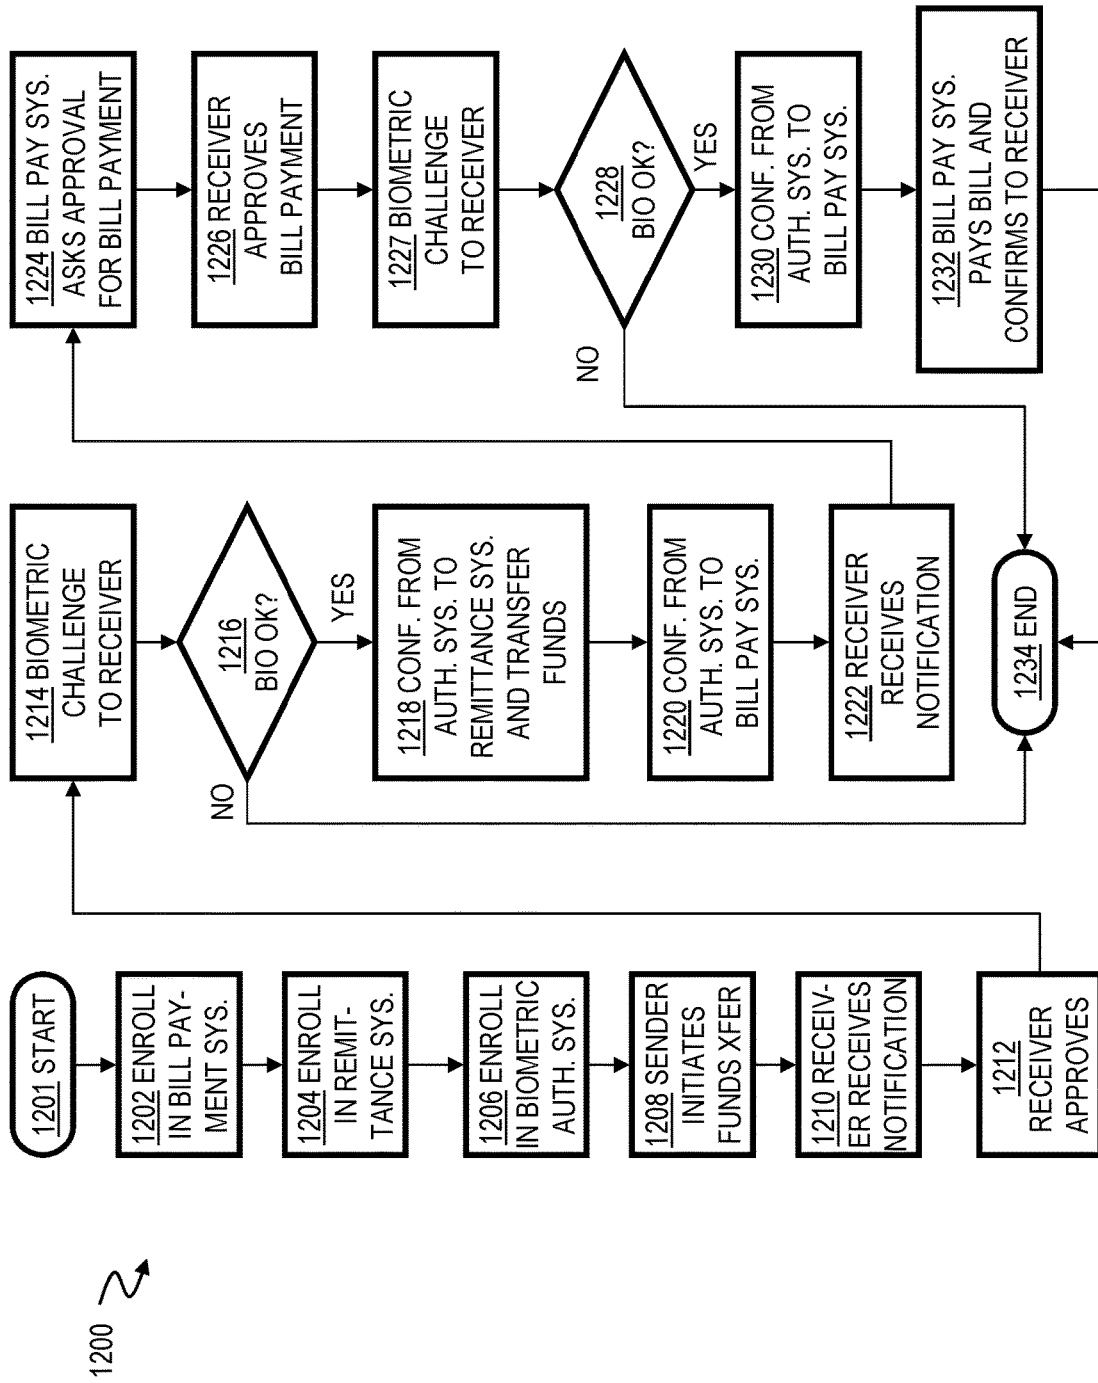 1200
1201 START
1202 ENROLL
IN BILL PAY-
MENT SYS.
1204 ENROLL
IN REMIT-
TANCE SYS.
1206 ENROLL
IN BIOMETRIC
AUTH. SYS.
1208 SENDER
INITIATES
FUNDS XFER
1210 RECEIV-
ER RECEIVES
NOTIFICATION
1212
RECEIVER
APPROVES
1214 BIOMETRIC
CHALLENGE
TO RECEIVER
1216
BIO OK?
NO
YES
1218 CONF. FROM
AUTH. SYS. TO
REMITTANCE SYS.
AND TRANSFER
FUNDS
1220 CONF. FROM
AUTH. SYS. TO
BILL PAY SYS.
1222 RECEIVER
RECEIVES
NOTIFICATION
1234 END
1224 BILL PAY SYS.
ASKS APPROVAL
FOR BILL PAYMENT
1226 RECEIVER
APPROVES
BILL PAYMENT
1227 BIOMETRIC
CHALLENGE
TO RECEIVER
1228
BIO OK?
NO
YES
1230 CONF. FROM
AUTH. SYS. TO
BILL PAY SYS.
1232 BILL PAY SYS.
PAYS BILL AND
CONFIRMS TO RECEIVER